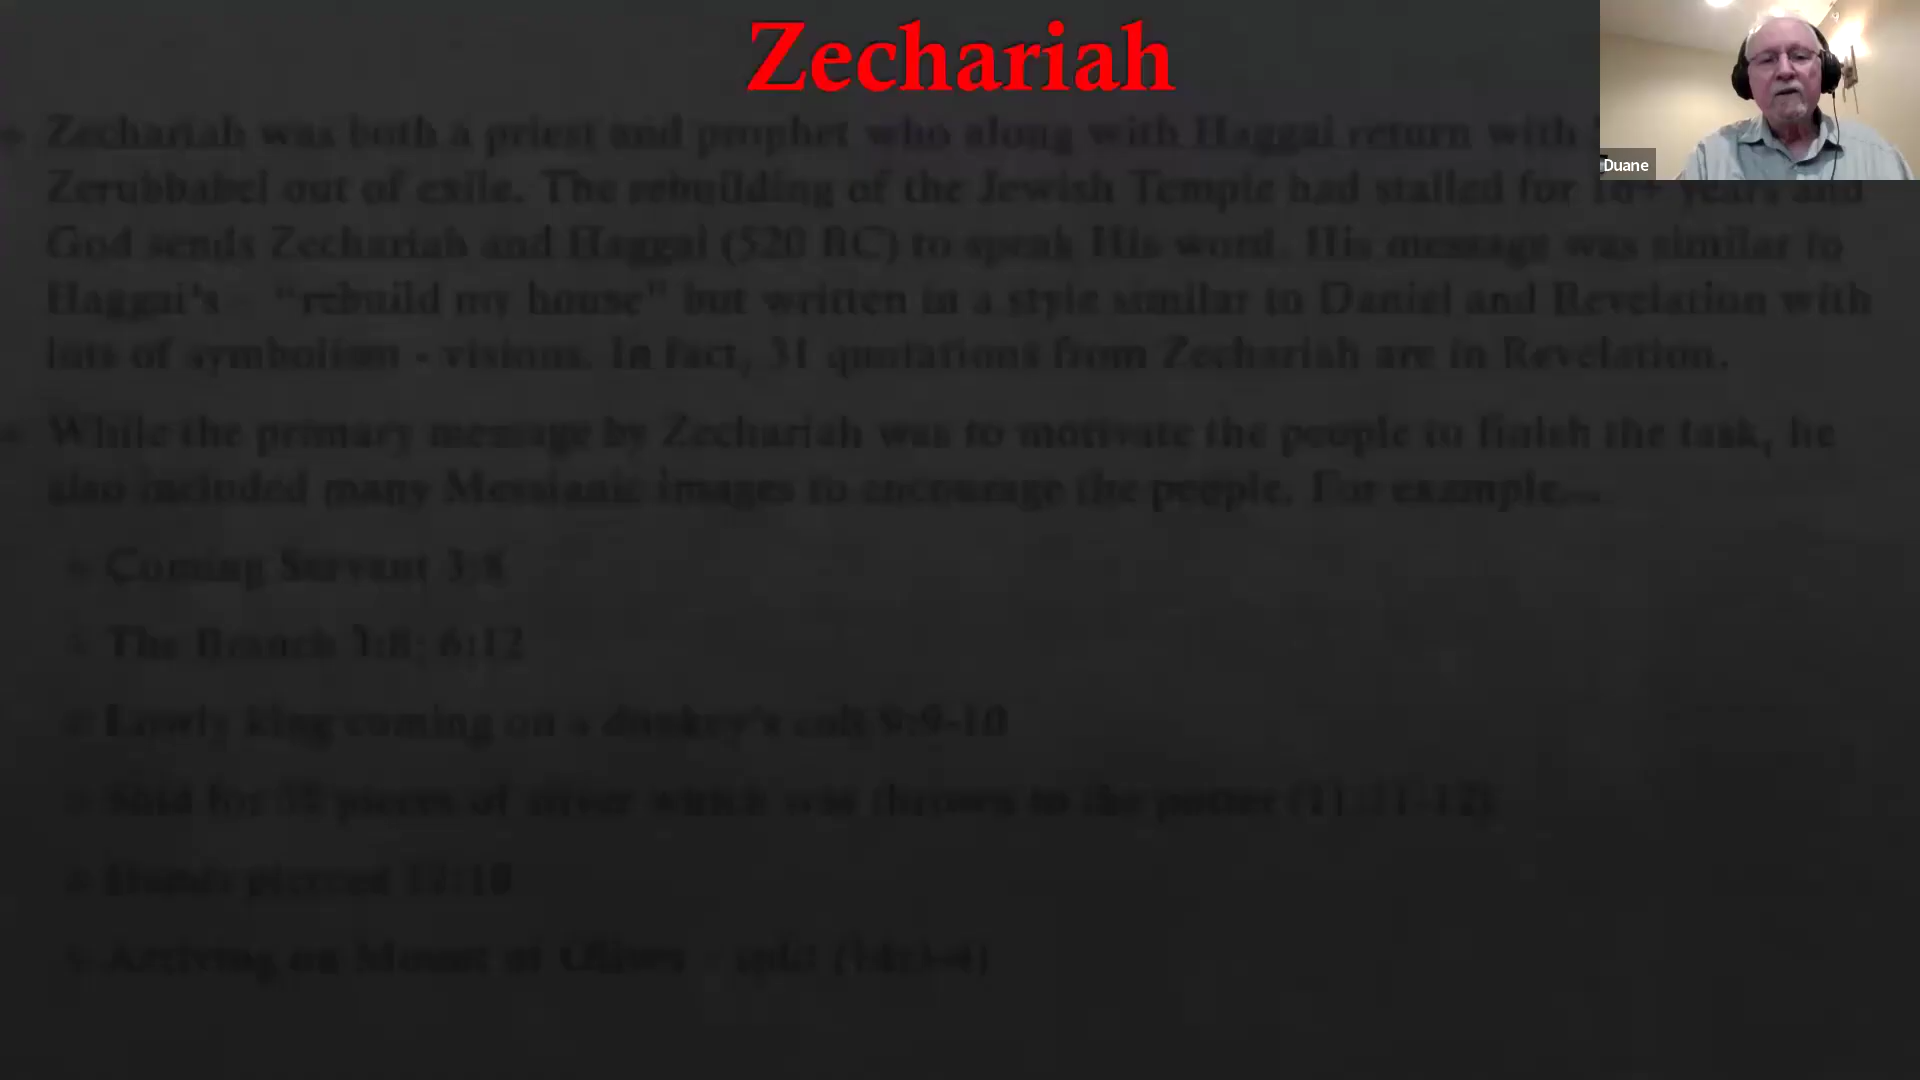 Zechariah
Zechariah was both a priest and prophet who along with Haggai return with
Zerubbabel out of exile. The rebuilding of the Jewish Temple had stalled for 16+ years and
God sends Zechariah and Haggai (520 BC) to speak His word. His message was similar to
Haggai's – "rebuild my house" but written in a style similar to Daniel and Revelation with
lots of symbolism - visions. In fact, 31 quotations from Zechariah are in Revelation.
While the primary message by Zechariah was to motivate the people to finish the task, he
also included many Messianic images to encourage the people. For example…
Coming Servant 3:8
The Branch 3:8; 6:12
Lowly king coming on a donkey's colt 9:9-10
Sold for pieces of silver which was thrown to the potter (11:11-12)
pierced 12:10
Arriving on Mount of Olives – split (14:3-4)
Duane